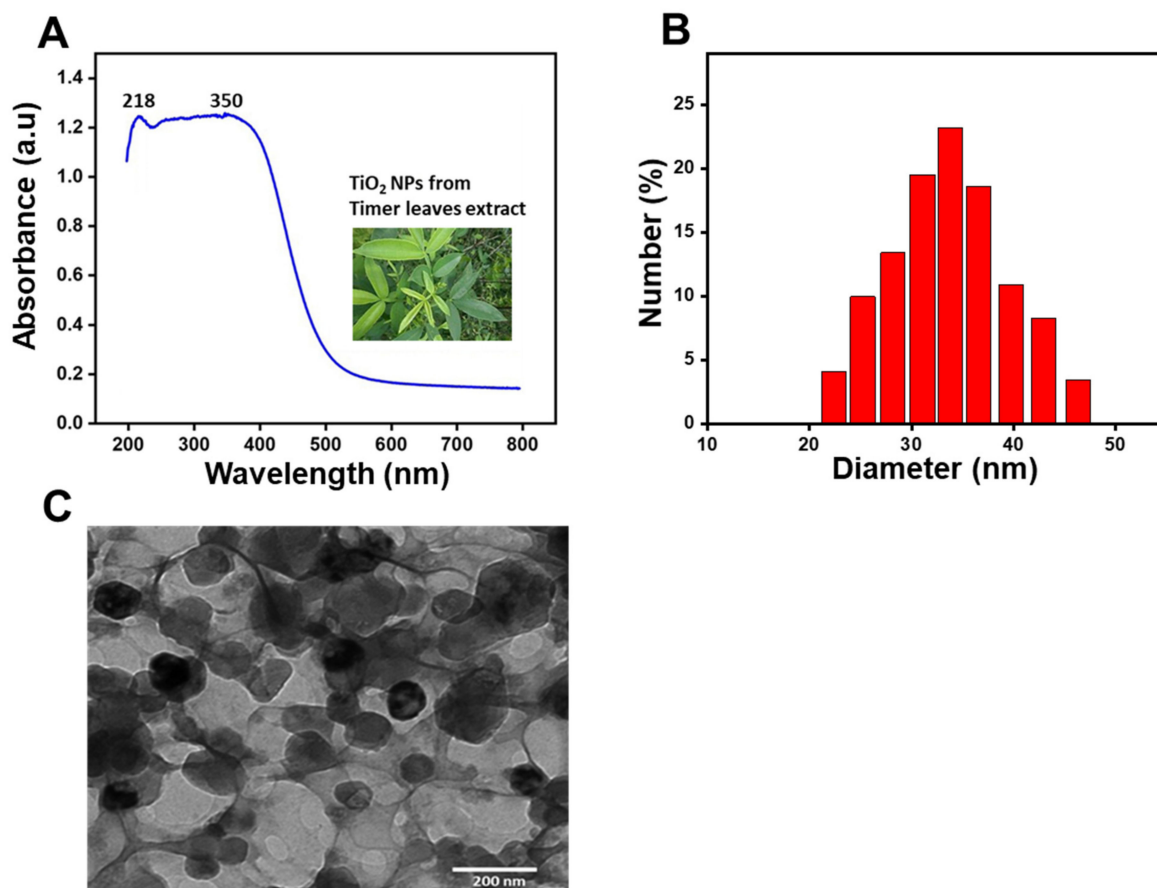 A
1.4
1.2
1.0
0.8
0.6
0.4
0.2
0.0
218
350
TiO₂ NPs from
Timer leaves extract
200 300 400 500 600 700 800
Wavelength (nm)
Absorbance (a.u)
B
25
20
15
10
5
0
10 20 30 40 50
Diameter (nm)
Number (%)
C
200 nm